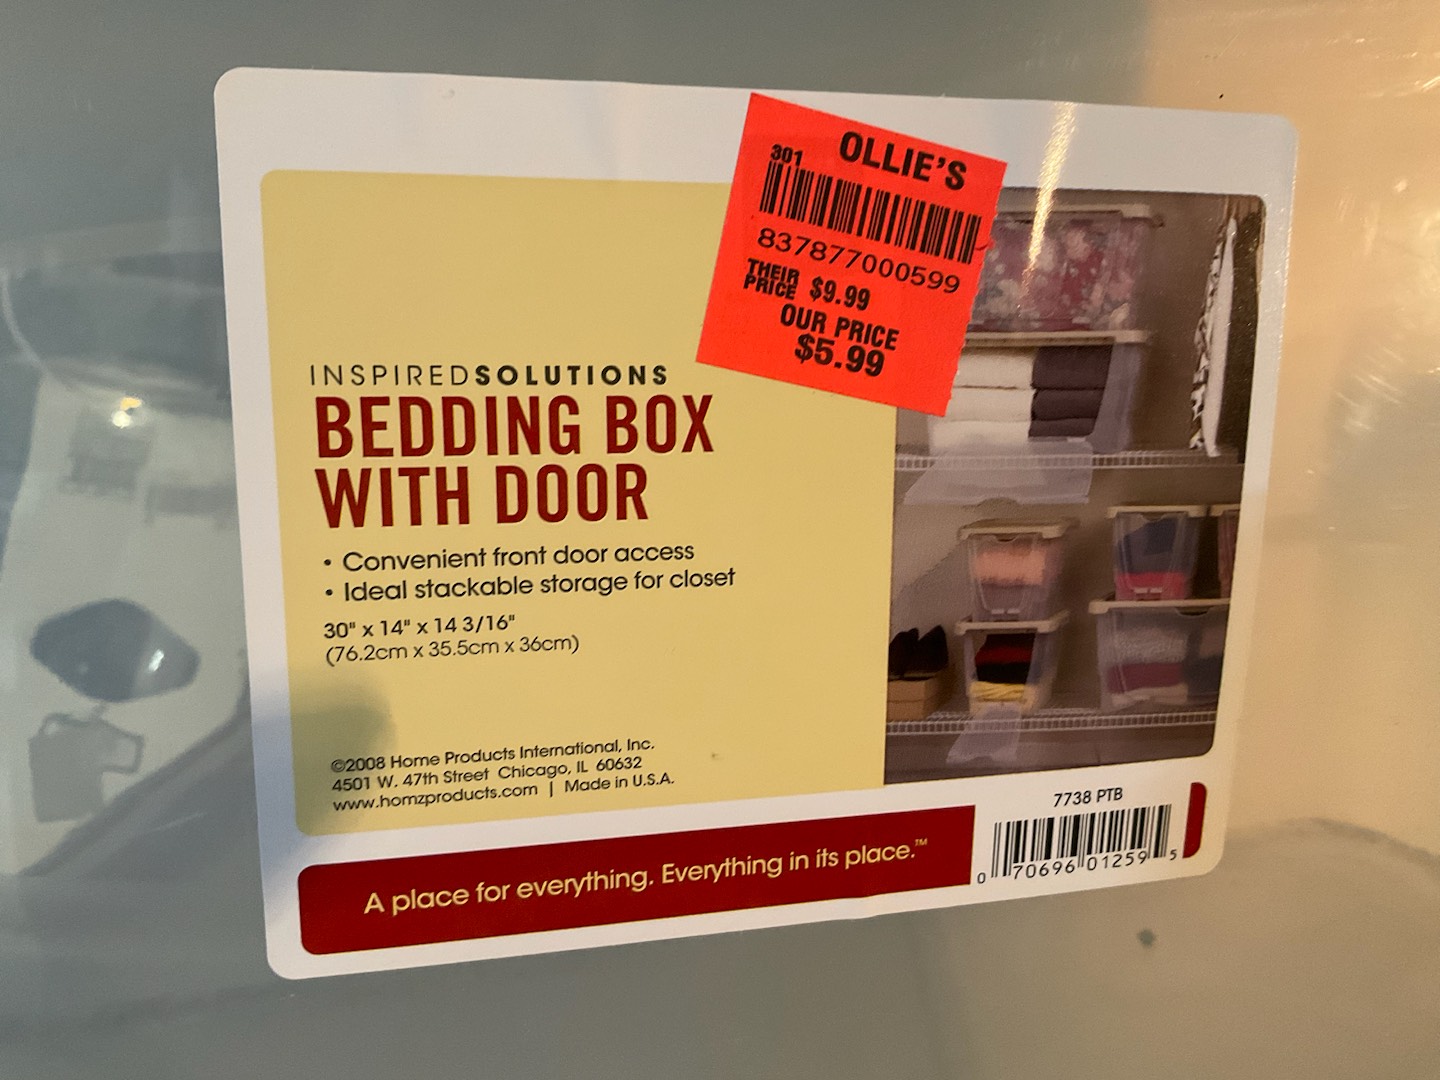 OLLIE'S
301
837877000599
THEIR PRICE $9.99
OUR PRICE
$5.99
INSPIREDSOLUTIONS
BEDDING BOX
WITH DOOR
• Convenient front door access
• Ideal stackable storage for closet
30" x 14" x 14 3/16"
(76.2cm x 35.5cm x 36cm)
©2008 Home Products International, Inc.
4501 W. 47th Street Chicago, IL 60632
www.homzproducts.com | Made in U.S.A.
A place for everything. Everything in its place.™
7738 PTB
0 70696 01259 5